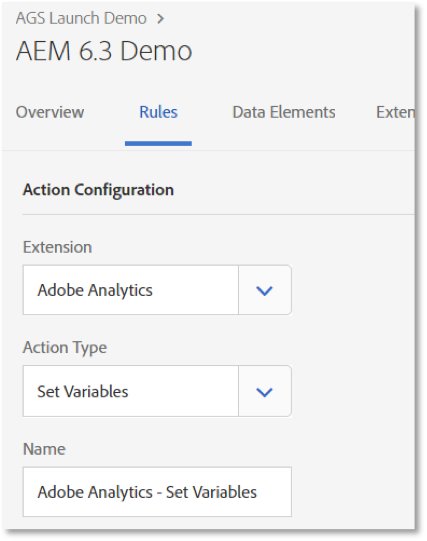 AGS Launch Demo >
AEM 6.3 Demo
Overview Rules Data Elements Exten
Action Configuration
Extension
Adobe Analytics
Action Type
Set Variables
Name
Adobe Analytics - Set Variables